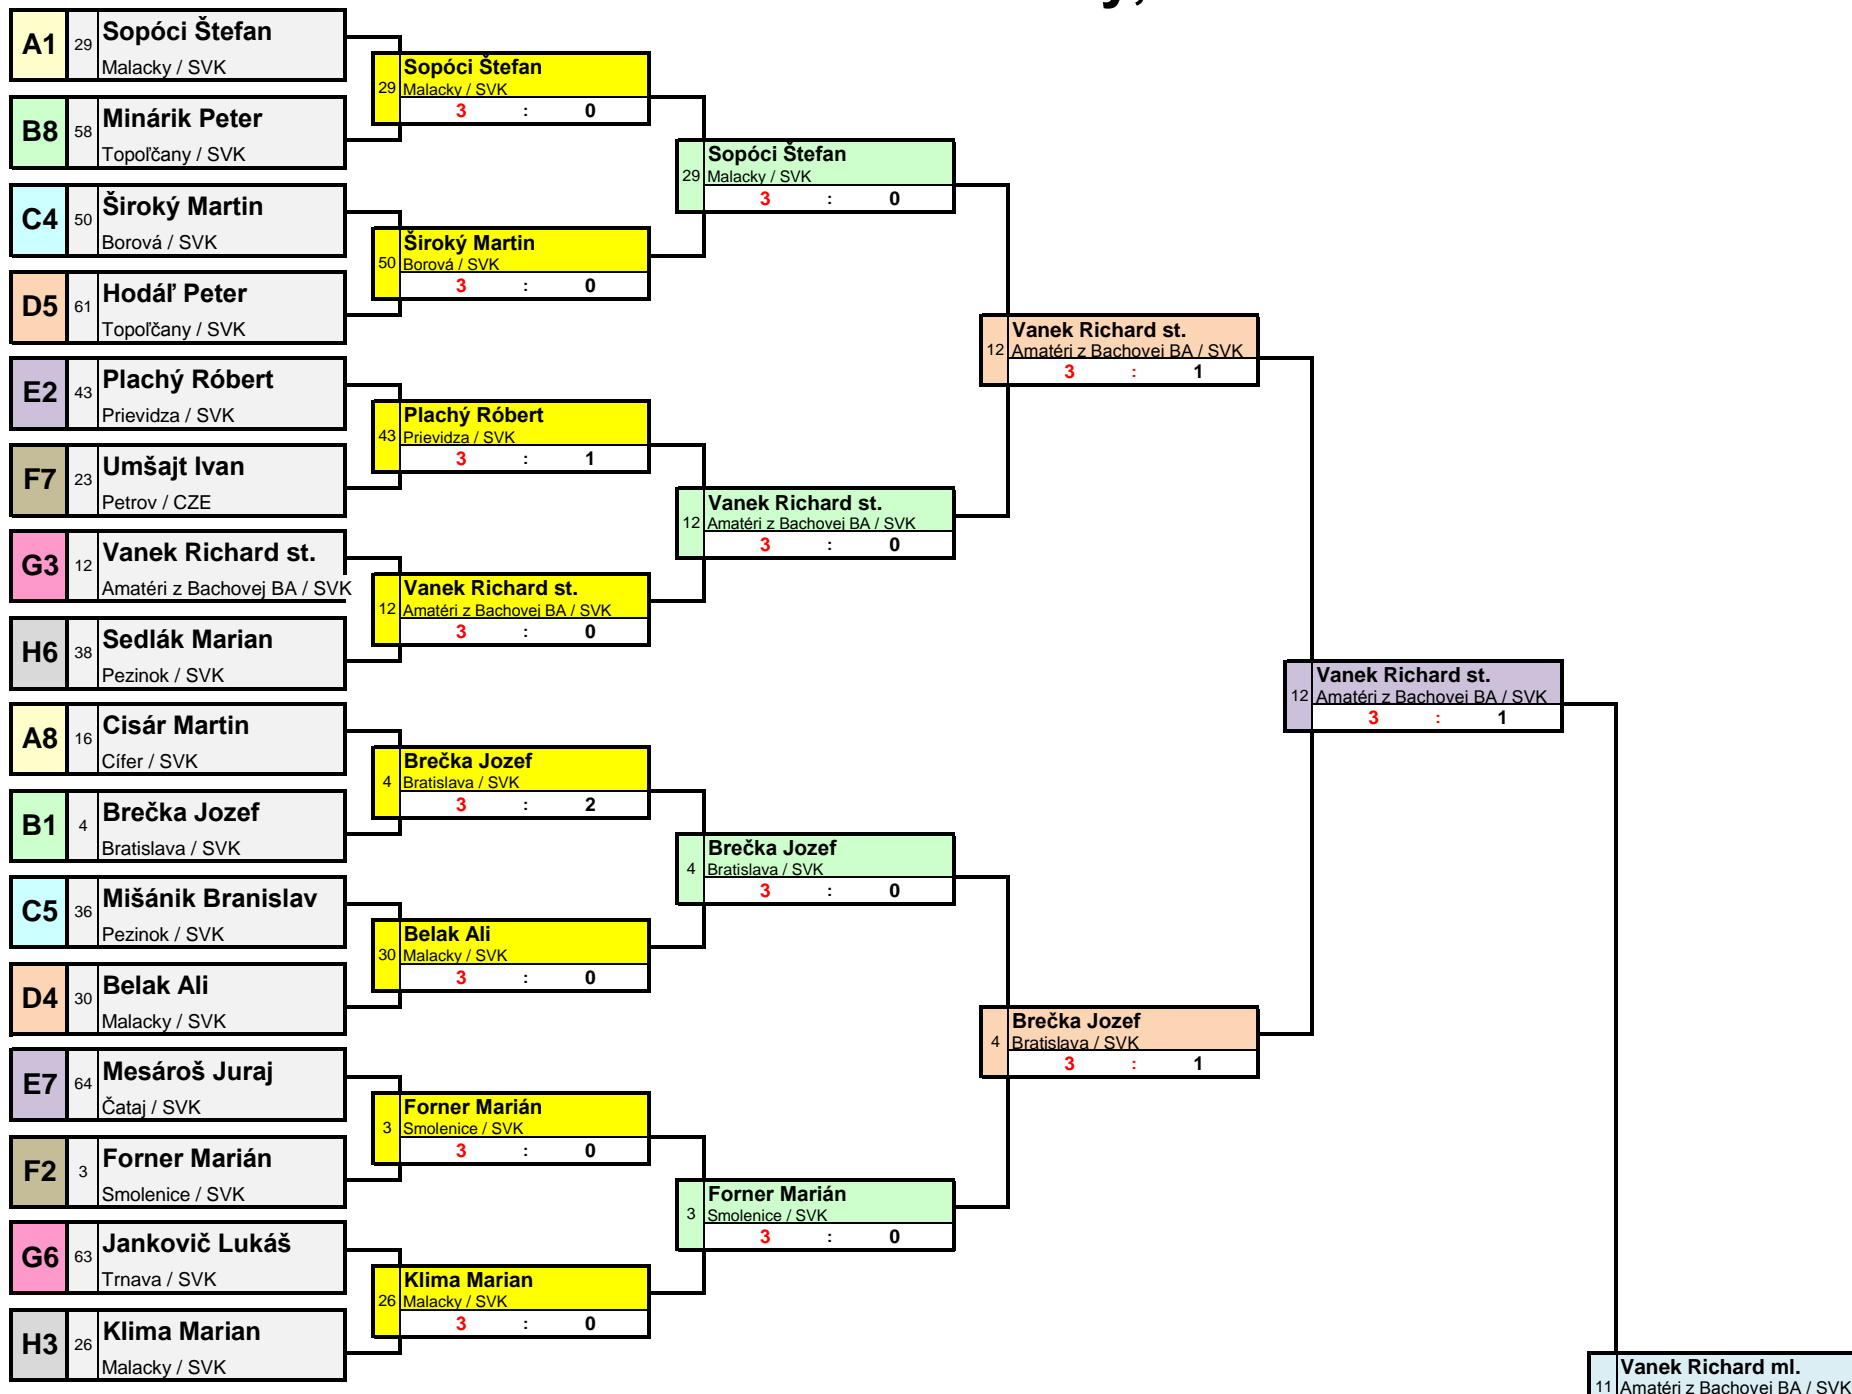 A1 29 Sopóci Štefan
Malacky / SVK
B8 58 Minárik Peter
Topoľčany / SVK
C4 50 Široký Martin
Borová / SVK
D5 61 Hodáľ Peter
Topoľčany / SVK
E2 43 Plachý Róbert
Prievidza / SVK
F7 23 Umšajt Ivan
Petrov / CZE
G3 12 Vanek Richard st.
Amatéri z Bachovej BA / SVK
H6 38 Sedlák Marian
Pezinok / SVK
A8 16 Cisár Martin
Cífer / SVK
B1 4 Brečka Jozef
Bratislava / SVK
C5 36 Mišánik Branislav
Pezinok / SVK
D4 30 Belak Ali
Malacky / SVK
E7 64 Mesároš Juraj
Čataj / SVK
F2 3 Forner Marián
Smolenice / SVK
G6 63 Jankovič Lukáš
Trnava / SVK
H3 26 Klima Marian
Malacky / SVK
29 Sopóci Štefan
Malacky / SVK
3 : 0
50 Široký Martin
Borová / SVK
3 : 0
43 Plachý Róbert
Prievidza / SVK
3 : 1
12 Vanek Richard st.
Amatéri z Bachovej BA / SVK
3 : 0
4 Brečka Jozef
Bratislava / SVK
3 : 2
30 Belak Ali
Malacky / SVK
3 : 0
3 Forner Marián
Smolenice / SVK
3 : 0
26 Klima Marian
Malacky / SVK
3 : 0
29 Sopóci Štefan
Malacky / SVK
3 : 0
12 Vanek Richard st.
Amatéri z Bachovej BA / SVK
3 : 0
4 Brečka Jozef
Bratislava / SVK
3 : 0
3 Forner Marián
Smolenice / SVK
3 : 0
12 Vanek Richard st.
Amatéri z Bachovej BA / SVK
3 : 1
4 Brečka Jozef
Bratislava / SVK
3 : 1
12 Vanek Richard st.
Amatéri z Bachovej BA / SVK
3 : 1
11 Vanek Richard ml.
Amatéri z Bachovej BA / SVK